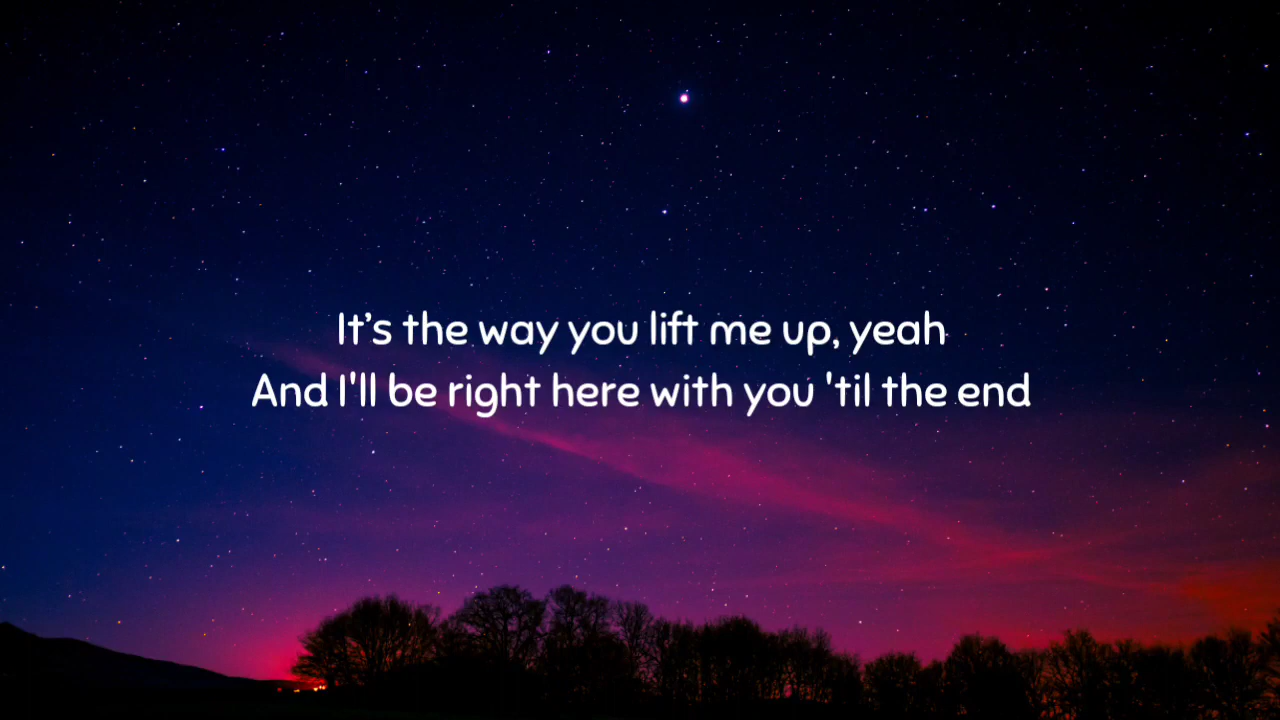 It’s the way you lift me up, yeah
And I'll be right here with you 'til the end